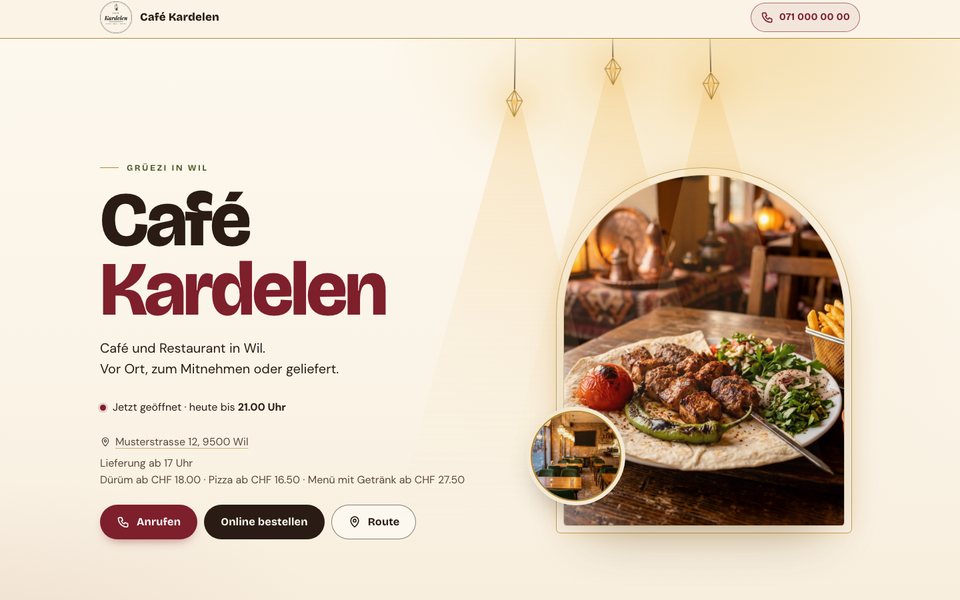 Kardelen
Café Kardelen
071 000 00 00
GRÜEZI IN WIL
Café
Kardelen
Café und Restaurant in Wil.
Vor Ort, zum Mitnehmen oder geliefert.
Jetzt geöffnet · heute bis 21.00 Uhr
Musterstrasse 12, 9500 Wil
Lieferung ab 17 Uhr
Dürüm ab CHF 18.00 · Pizza ab CHF 16.50 · Menü mit Getränk ab CHF 27.50
Anrufen
Online bestellen
Route